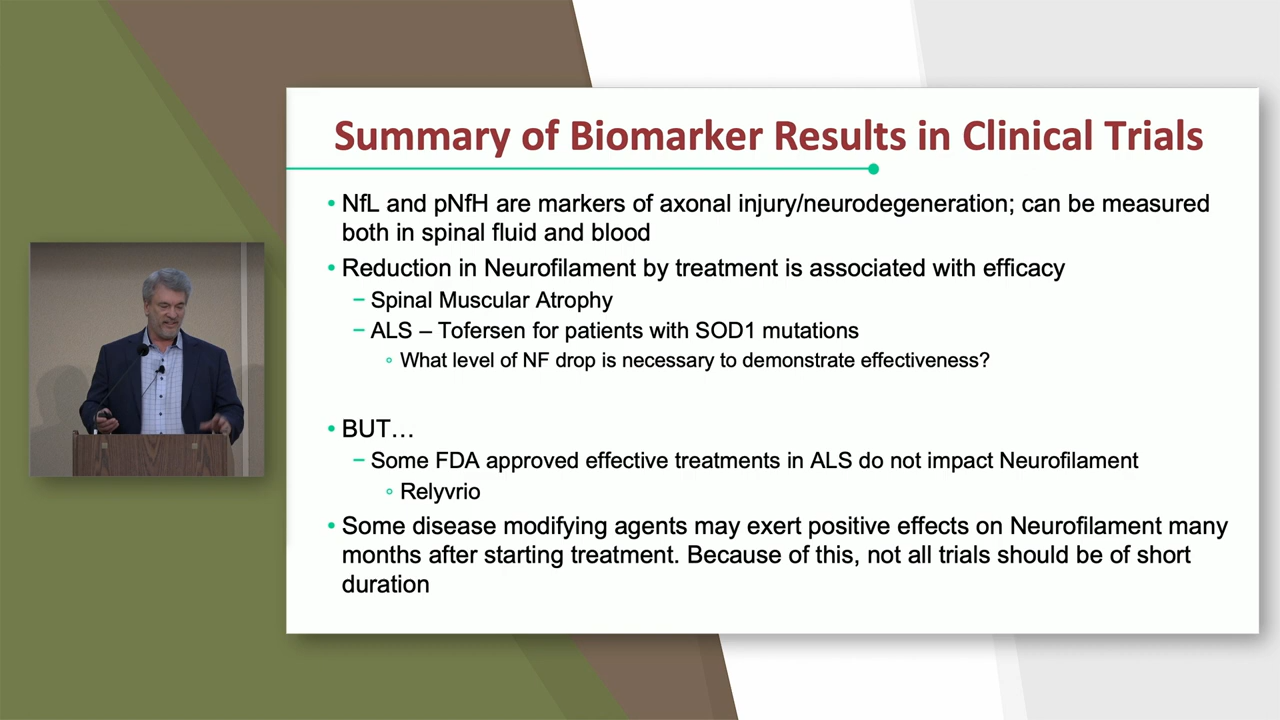 Summary of Biomarker Results in Clinical Trials
• NfL and pNfH are markers of axonal injury/neurodegeneration; can be measured
both in spinal fluid and blood
• Reduction in Neurofilament by treatment is associated with efficacy
– Spinal Muscular Atrophy
– ALS – Tofersen for patients with SOD1 mutations
◦ What level of NF drop is necessary to demonstrate effectiveness?
• BUT…
– Some FDA approved effective treatments in ALS do not impact Neurofilament
◦ Relyvrio
• Some disease modifying agents may exert positive effects on Neurofilament many
months after starting treatment. Because of this, not all trials should be of short
duration